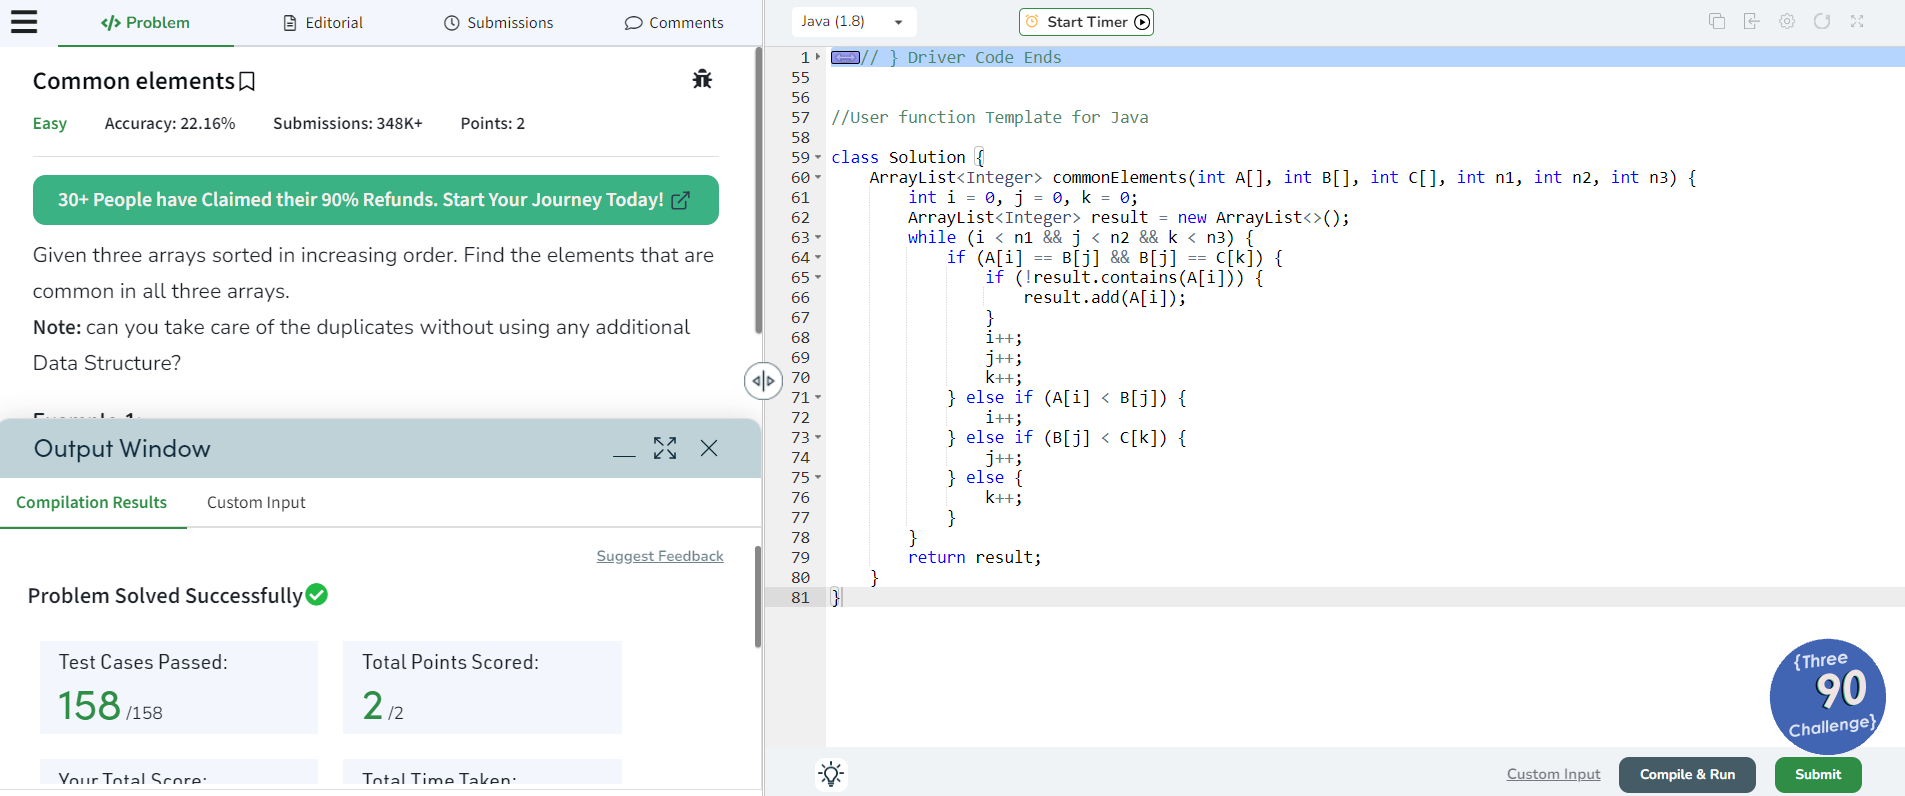 Problem
Editorial
Submissions
Comments
Common elements
Easy
Accuracy: 22.16%
Submissions: 348K+
Points: 2
30+ People have Claimed their 90% Refunds. Start Your Journey Today!
Given three arrays sorted in increasing order. Find the elements that are
common in all three arrays.
Note: can you take care of the duplicates without using any additional
Data Structure?
Example 1:
Output Window
Compilation Results
Custom Input
Suggest Feedback
Problem Solved Successfully
Test Cases Passed:
158 /158
Total Points Scored:
2 /2
Your Total Score:
Total Time Taken:
Java (1.8)
Start Timer
1 // } Driver Code Ends
55
56
57 //User function Template for Java
58
59 class Solution {
60 ArrayList<Integer> commonElements(int A[], int B[], int C[], int n1, int n2, int n3) {
61 int i = 0, j = 0, k = 0;
62 ArrayList<Integer> result = new ArrayList<>();
63 while (i < n1 && j < n2 && k < n3) {
64 if (A[i] == B[j] && B[j] == C[k]) {
65 if (!result.contains(A[i])) {
66 result.add(A[i]);
67 }
68 i++;
69 j++;
70 k++;
71 } else if (A[i] < B[j]) {
72 i++;
73 } else if (B[j] < C[k]) {
74 j++;
75 } else {
76 k++;
77 }
78 }
79 return result;
80 }
81 }
{Three
90
Challenge}
Custom Input
Compile & Run
Submit